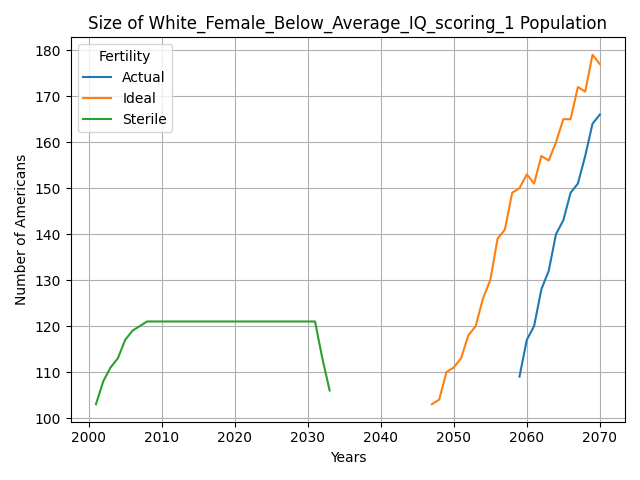 Size of White_Female_Below_Average_IQ_scoring_1 Population
Fertility
Actual
Ideal
Sterile
Number of Americans
180
170
160
150
140
130
120
110
100
2000 2010 2020 2030 2040 2050 2060 2070
Years